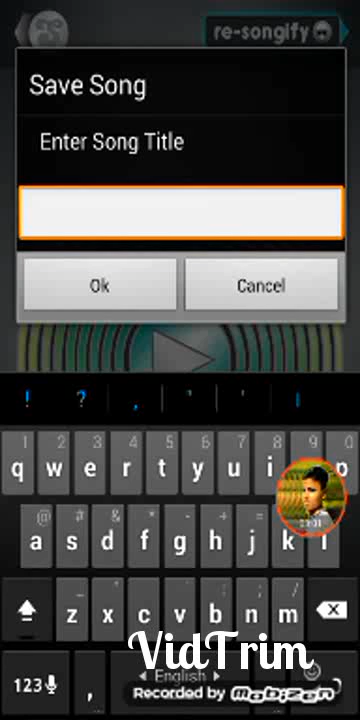 re-songify
Save Song
Enter Song Title
Ok
Cancel
! ? , " '
1 2 3 4 5 6 7 8 9 0
q w e r t y u i p
@ # & * - + =
a s d f g h j k l
z x c v b n m
VidTrim
123 , English
Recorded by Mobizen